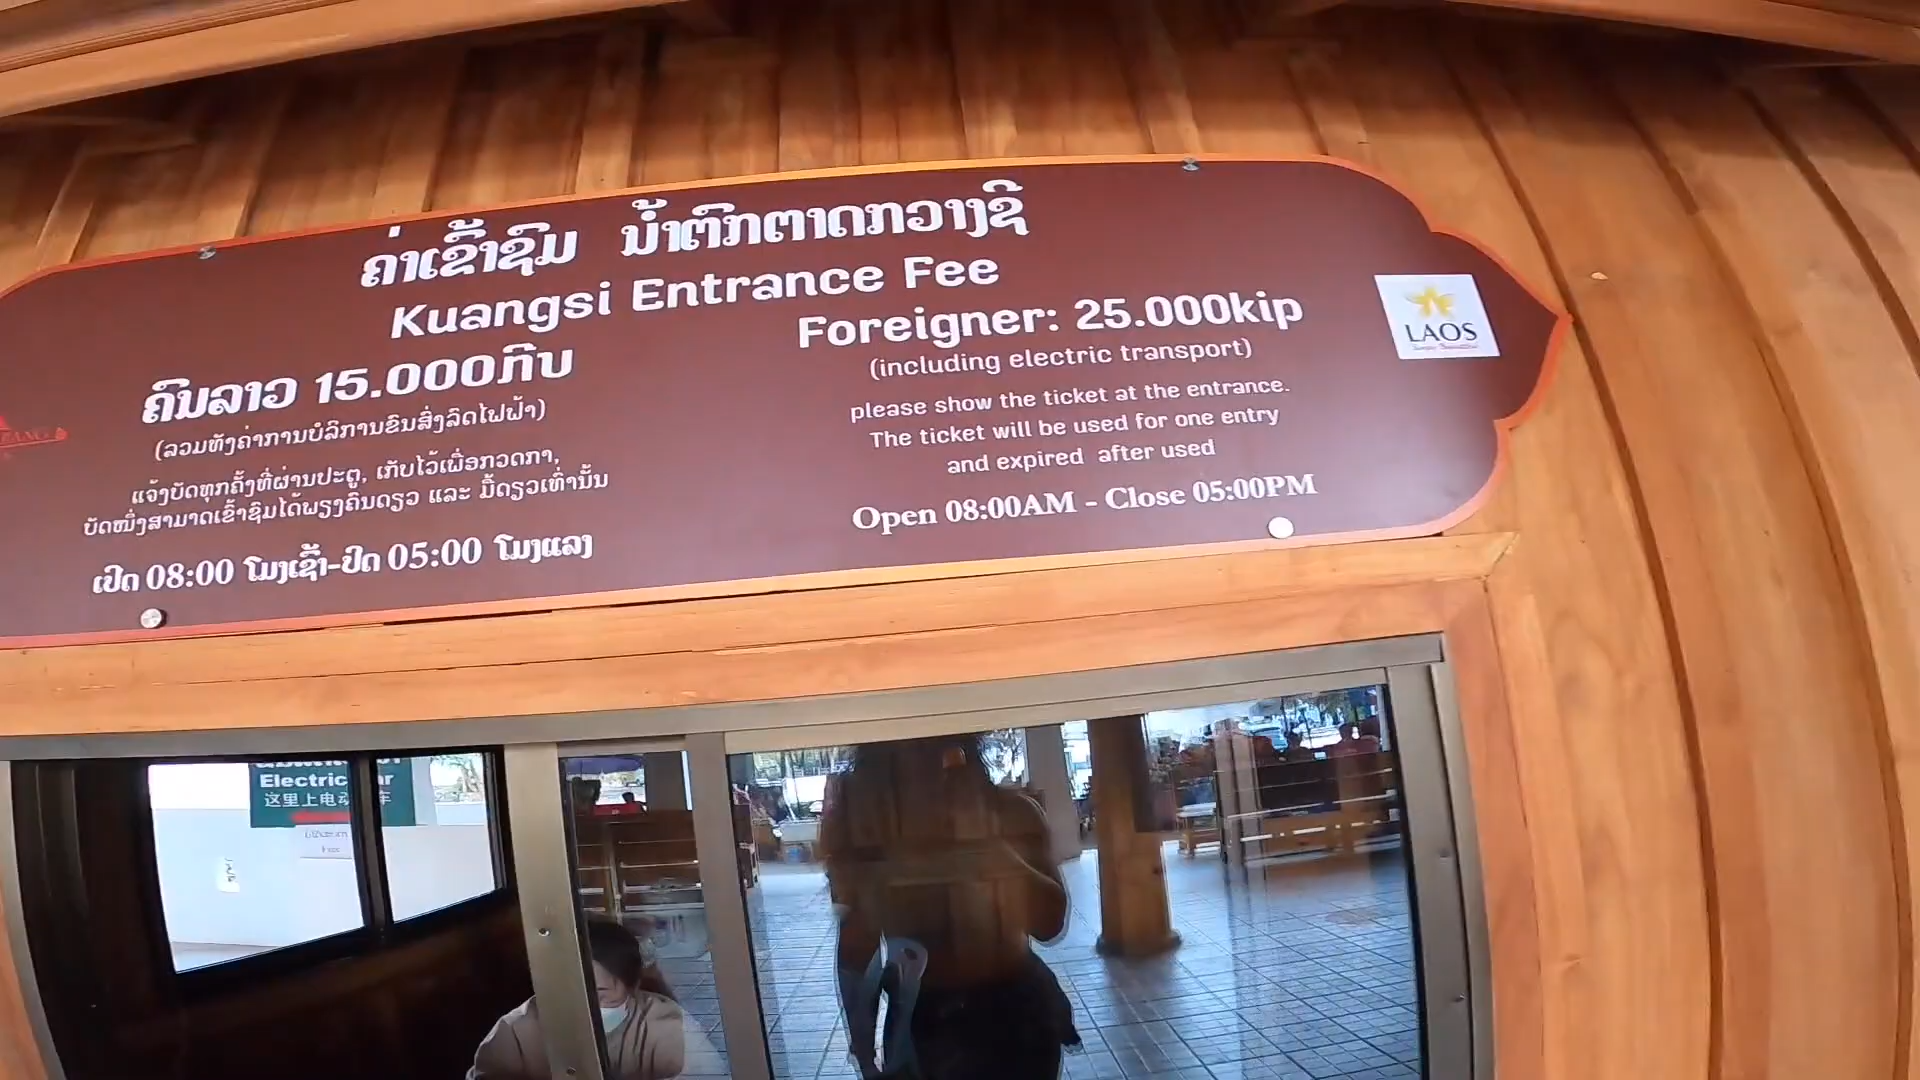 ຄ່າເຂົ້າຊົມ ນ້ຳຕົກຕາດກວາງຊີ
Kuangsi Entrance Fee
ຄົນລາວ 15.000ກີບ
(ລວມທັງຄ່າການບໍລິການຂົນສົ່ງລົດໄຟຟ້າ)
ແຈ້ງບັດທຸກຄັ້ງທີ່ຜ່ານປະຕູ, ເກັບໄວ້ເພື່ອກວດກາ,
ບັດໜຶ່ງສາມາດເຂົ້າຊົມໄດ້ພຽງຄົນດຽວ ແລະ ມື້ດຽວເທົ່ານັ້ນ
ເປີດ 08:00 ໂມງເຊົ້າ-ປິດ 05:00 ໂມງແລງ
Foreigner: 25.000kip
(including electric transport)
please show the ticket at the entrance.
The ticket will be used for one entry
and expired after used
Open 08:00AM - Close 05:00PM
LAOS
Electric
这里上电动车